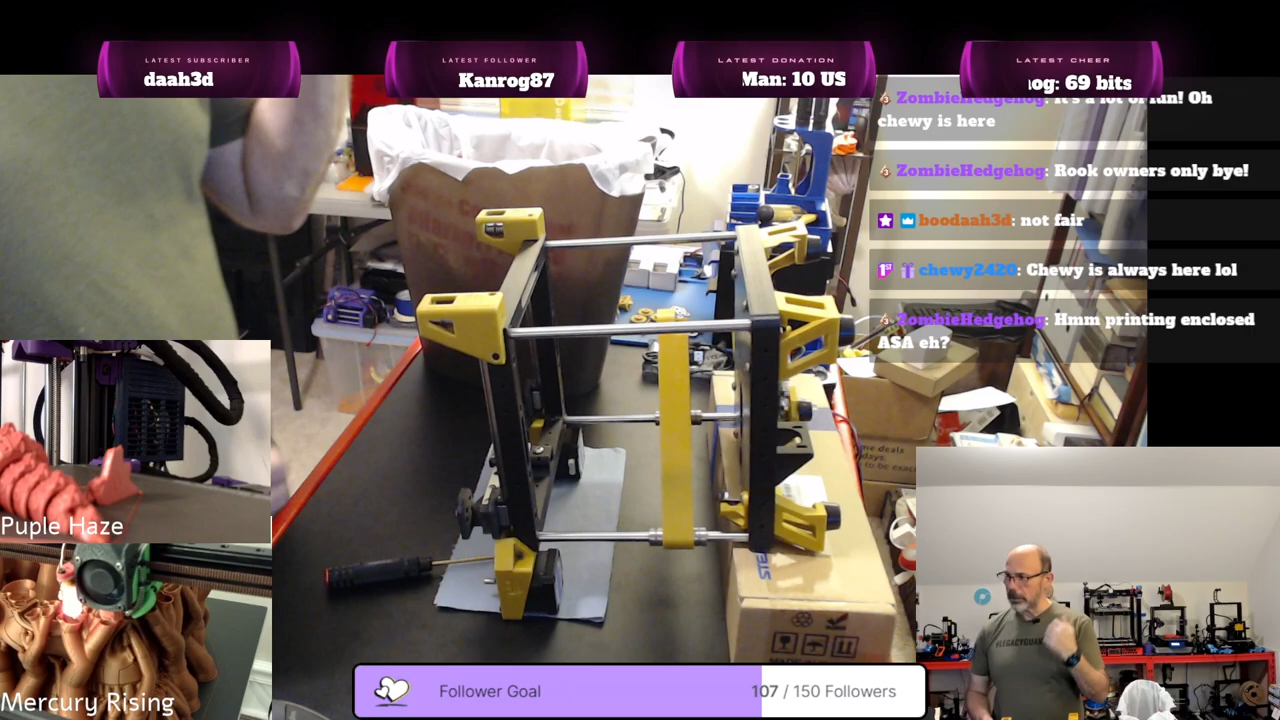 LATEST SUBSCRIBER
daah3d
LATEST FOLLOWER
Kanrog87
LATEST DONATION
Man: 10 US
LATEST CHEER
og: 69 bits
ZombieHedgehog: It's a lot of fun! Oh
chewy is here
ZombieHedgehog: Rook owners only bye!
boodaah3d: not fair
chewy2420: Chewy is always here lol
ZombieHedgehog: Hmm printing enclosed
ASA eh?
Puple Haze
Mercury Rising
#LEGACYGUA
Follower Goal
107 / 150 Followers